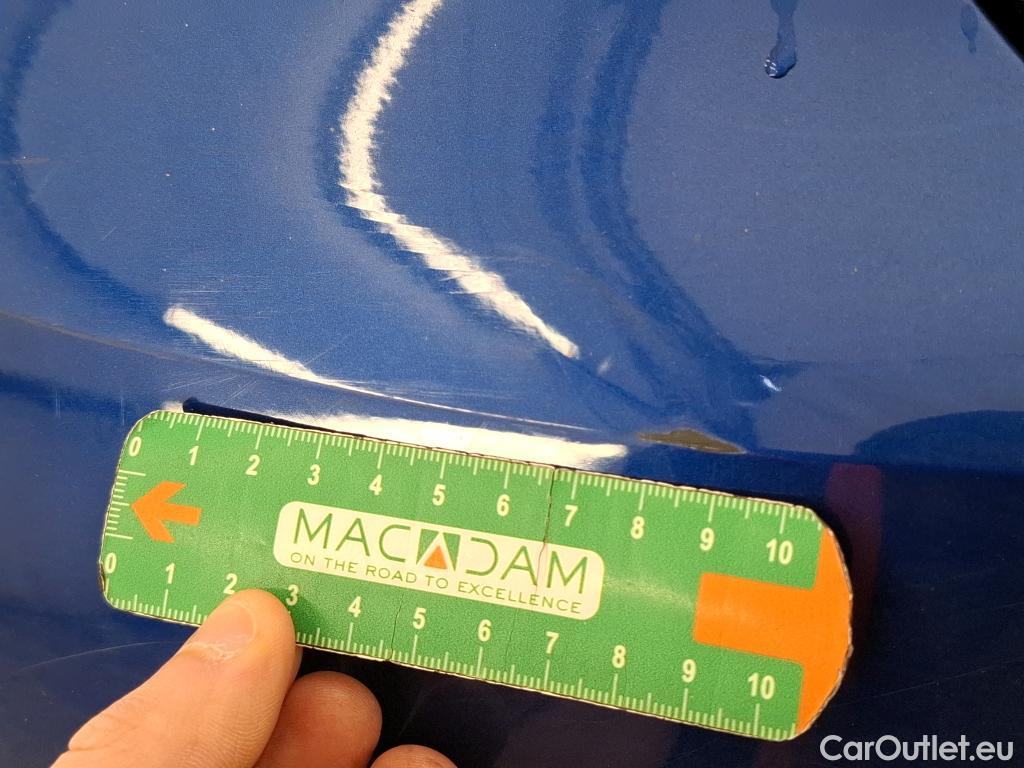 0 1 2 3 4 5 6 7 8 9 10
MACADAM
ON THE ROAD TO EXCELLENCE
0 1 2 3 4 5 6 7 8 9 10
CarOutlet.eu